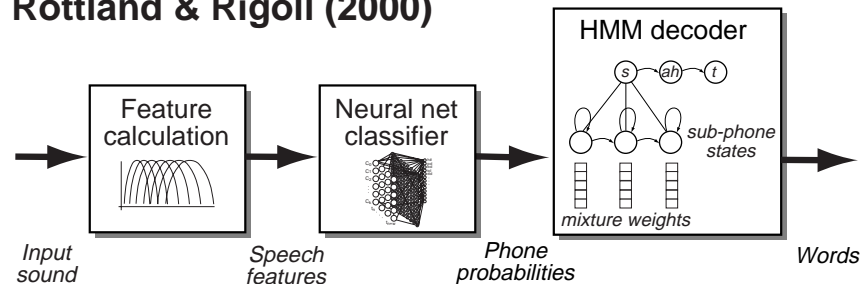 Rottland & Rigoll (2000)
HMM decoder
s ah t
Feature
calculation
Neural net
classifier
sub-phone
states
mixture weights
Input
sound
Speech
features
Phone
probabilities
Words